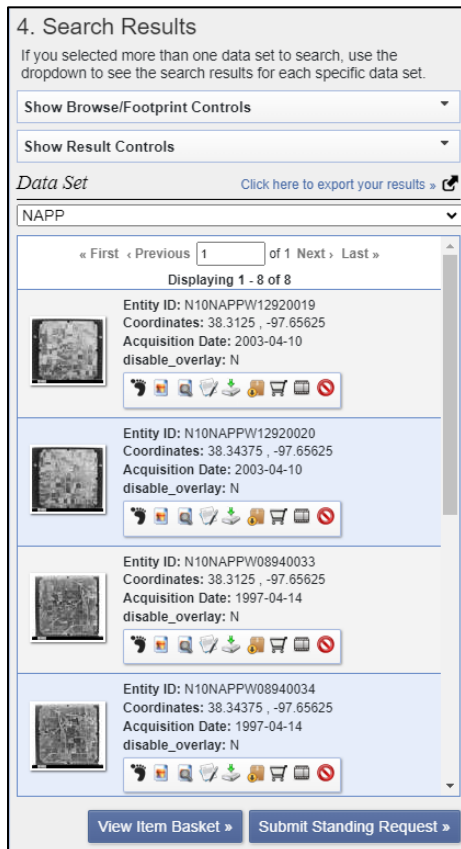 4. Search Results
If you selected more than one data set to search, use the
dropdown to see the search results for each specific data set.
Show Browse/Footprint Controls
Show Result Controls
Data Set
Click here to export your results »
NAPP
« First ‹ Previous 1 of 1 Next › Last »
Displaying 1 - 8 of 8
Entity ID: N10NAPPW12920019
Coordinates: 38.3125 , -97.65625
Acquisition Date: 2003-04-10
disable_overlay: N
Entity ID: N10NAPPW12920020
Coordinates: 38.34375 , -97.65625
Acquisition Date: 2003-04-10
disable_overlay: N
Entity ID: N10NAPPW08940033
Coordinates: 38.3125 , -97.65625
Acquisition Date: 1997-04-14
disable_overlay: N
Entity ID: N10NAPPW08940034
Coordinates: 38.34375 , -97.65625
Acquisition Date: 1997-04-14
disable_overlay: N
View Item Basket »
Submit Standing Request »